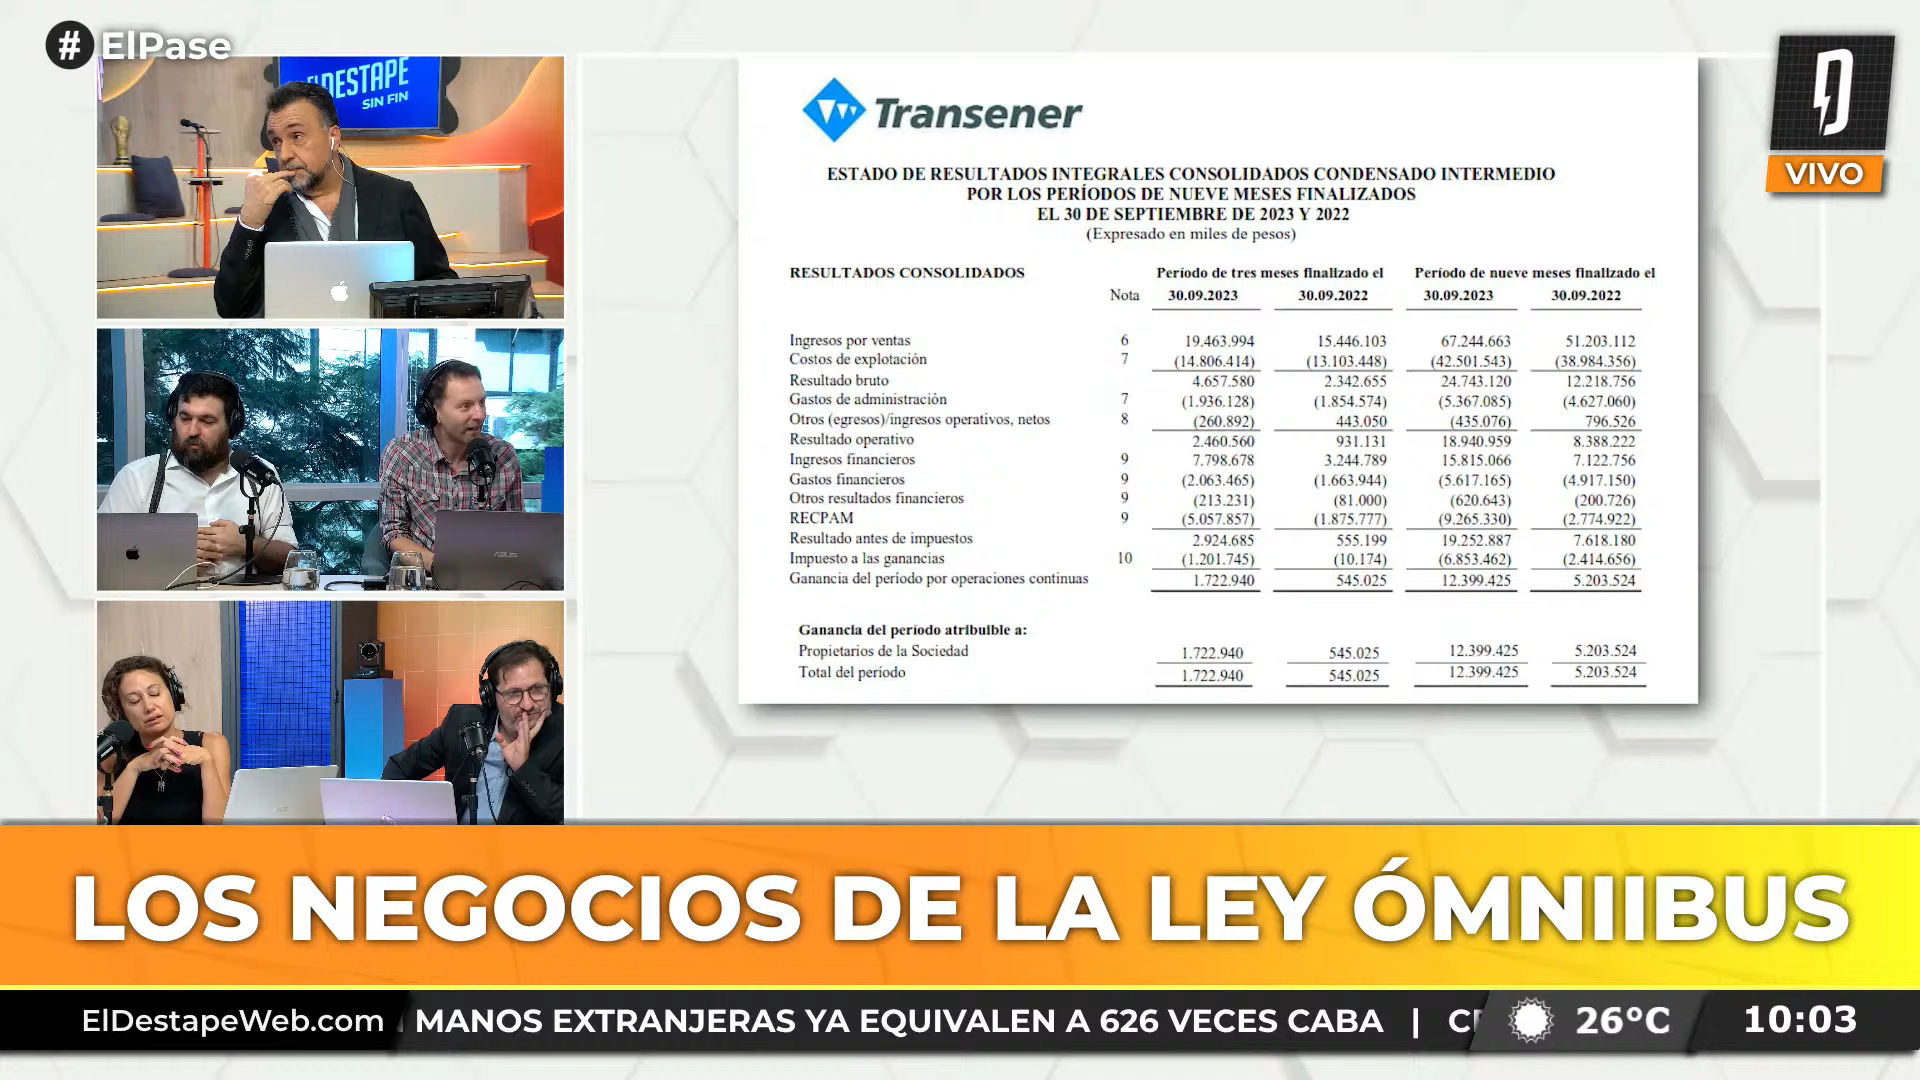 # ElPase
ELDESTAPE
SIN FIN
ASUS
Transener
ESTADO DE RESULTADOS INTEGRALES CONSOLIDADOS CONDENSADO INTERMEDIO
POR LOS PERÍODOS DE NUEVE MESES FINALIZADOS
EL 30 DE SEPTIEMBRE DE 2023 Y 2022
(Expresado en miles de pesos)
RESULTADOS CONSOLIDADOS Período de tres meses finalizado el Período de nueve meses finalizado el
Nota 30.09.2023 30.09.2022 30.09.2023 30.09.2022
Ingresos por ventas 6 19.463.994 15.446.103 67.244.663 51.203.112
Costos de explotación 7 (14.806.414) (13.103.448) (42.501.543) (38.984.356)
Resultado bruto 4.657.580 2.342.655 24.743.120 12.218.756
Gastos de administración 7 (1.936.128) (1.854.574) (5.367.085) (4.627.060)
Otros (egresos)/ingresos operativos, netos 8 (260.892) 443.050 (435.076) 796.526
Resultado operativo 2.460.560 931.131 18.940.959 8.388.222
Ingresos financieros 9 7.798.678 3.244.789 15.815.066 7.122.756
Gastos financieros 9 (2.063.465) (1.663.944) (5.617.165) (4.917.150)
Otros resultados financieros 9 (213.231) (81.000) (620.643) (200.726)
RECPAM 9 (5.057.857) (1.875.777) (9.265.330) (2.774.922)
Resultado antes de impuestos 2.924.685 555.199 19.252.887 7.618.180
Impuesto a las ganancias 10 (1.201.745) (10.174) (6.853.462) (2.414.656)
Ganancia del período por operaciones continuas 1.722.940 545.025 12.399.425 5.203.524
Ganancia del período atribuible a:
Propietarios de la Sociedad 1.722.940 545.025 12.399.425 5.203.524
Total del período 1.722.940 545.025 12.399.425 5.203.524
VIVO
LOS NEGOCIOS DE LA LEY ÓMNIIBUS
ElDestapeWeb.com MANOS EXTRANJERAS YA EQUIVALEN A 626 VECES CABA | 26°C 10:03